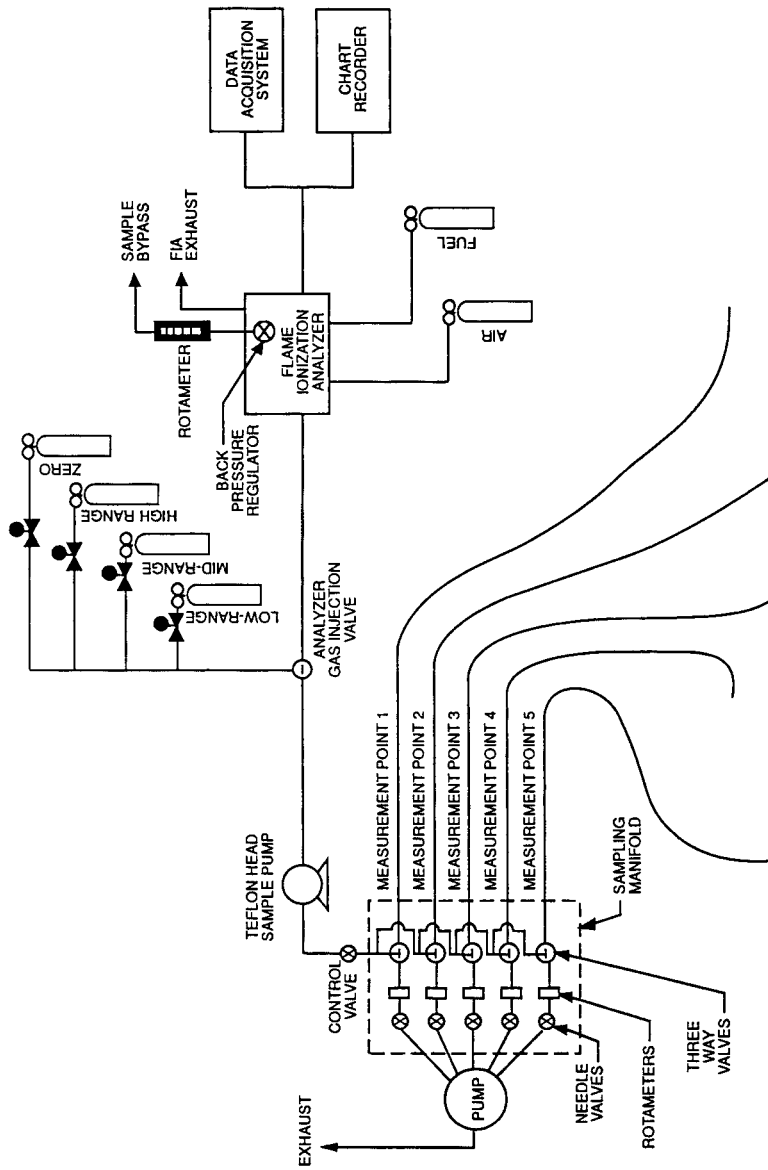 DATA
ACQUISITION
SYSTEM
CHART
RECORDER
SAMPLE
BYPASS
FIA
EXHAUST
ROTAMETER
BACK
PRESSURE
REGULATOR
FLAME
IONIZATION
ANALYZER
FUEL
AIR
ZERO
HIGH RANGE
MID-RANGE
LOW-RANGE
ANALYZER
GAS INJECTION
VALVE
TEFLON HEAD
SAMPLE PUMP
CONTROL
VALVE
MEASUREMENT POINT 1
MEASUREMENT POINT 2
MEASUREMENT POINT 3
MEASUREMENT POINT 4
MEASUREMENT POINT 5
SAMPLING
MANIFOLD
THREE
WAY
VALVES
ROTAMETERS
NEEDLE
VALVES
PUMP
EXHAUST